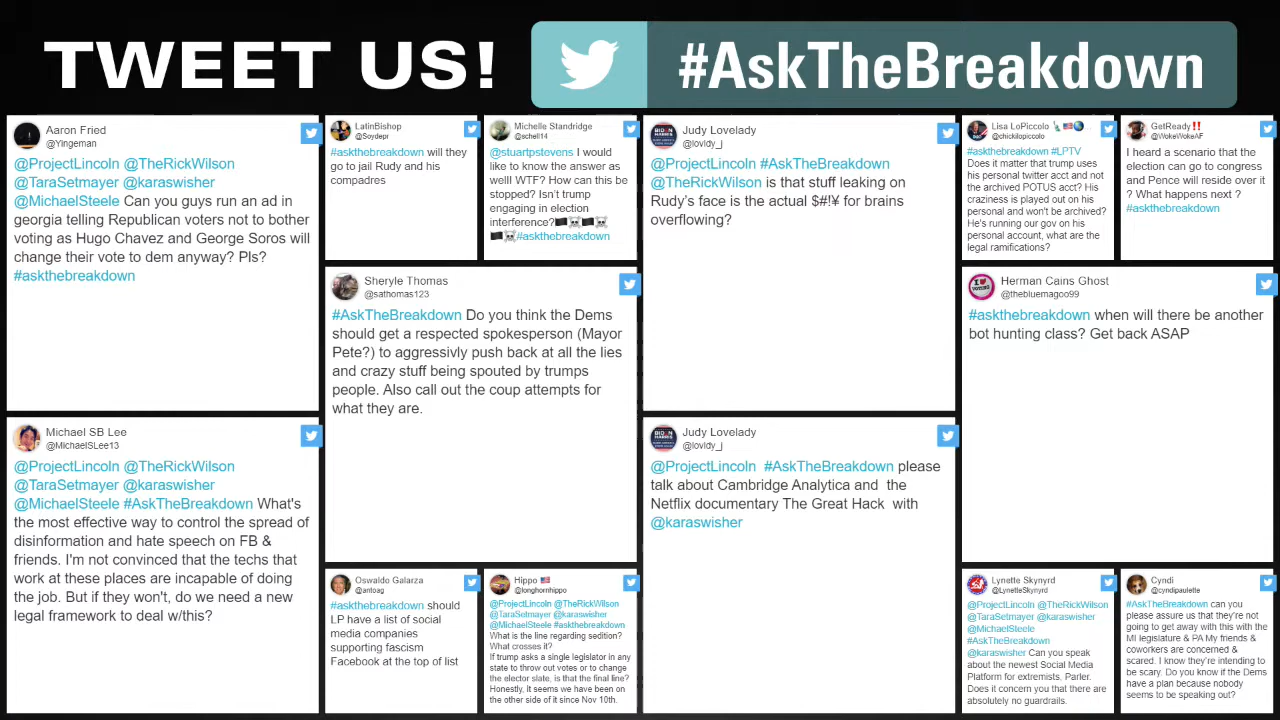 TWEET US!
#AskTheBreakdown
Aaron Fried
@Yingeman
@ProjectLincoln @TheRickWilson
@TaraSetmayer @karaswisher
@MichaelSteele Can you guys run an ad in
georgia telling Republican voters not to bother
voting as Hugo Chavez and George Soros will
change their vote to dem anyway? Pls?
#askthebreakdown
LatinBishop
@Soydepr
#askthebreakdown will they
go to jail Rudy and his
compadres
Michelle Standridge
@schell14
@stuartpstevens I would
like to know the answer as
well! WTF? How can this be
stopped? Isn't trump
engaging in election
interference?🏴‍☠️🏴‍☠️
🏴‍☠️#askthebreakdown
Judy Lovelady
@lovldy_j
@ProjectLincoln #AskTheBreakdown
@TheRickWilson is that stuff leaking on
Rudy's face is the actual $#!¥ for brains
overflowing?
Lisa LoPiccolo 🗽🇺🇸🌎
@chicklopiccolo
#askthebreakdown #LPTV
Does it matter that trump uses
his personal twitter acct and not
the archived POTUS acct? His
craziness is played out on his
personal and won't be archived?
He's running our gov on his
personal account, what are the
legal ramifications?
GetReady‼️
@VokeWokeAF
I heard a scenario that the
election can go to congress
and Pence will reside over it
? What happens next ?
#askthebreakdown
Sheryle Thomas
@sathomas123
#AskTheBreakdown Do you think the Dems
should get a respected spokesperson (Mayor
Pete?) to aggressivly push back at all the lies
and crazy stuff being spouted by trumps
people. Also call out the coup attempts for
what they are.
Herman Cains Ghost
@thebluemagoo99
#askthebreakdown when will there be another
bot hunting class? Get back ASAP
Michael SB Lee
@MichaelSLee13
@ProjectLincoln @TheRickWilson
@TaraSetmayer @karaswisher
@MichaelSteele #AskTheBreakdown What's
the most effective way to control the spread of
disinformation and hate speech on FB &
friends. I'm not convinced that the techs that
work at these places are incapable of doing
the job. But if they won't, do we need a new
legal framework to deal w/this?
Judy Lovelady
@lovldy_j
@ProjectLincoln #AskTheBreakdown please
talk about Cambridge Analytica and the
Netflix documentary The Great Hack with
@karaswisher
Oswaldo Galarza
@antoag
#askthebreakdown should
LP have a list of social
media companies
supporting fascism
Facebook at the top of list
Hippo 🇺🇸
@longhornhippo
@ProjectLincoln @TheRickWilson
@TaraSetmayer @karaswisher
@MichaelSteele #askthebreakdown
What is the line regarding sedition?
What crosses it?
If trump asks a single legislator in any
state to throw out votes or to change
the elector slate, is that the final line?
Honestly, it seems we have been on
the other side of it since Nov 10th.
Lynette Skynyrd
@LynetteSkynyrd
@ProjectLincoln @TheRickWilson
@TaraSetmayer @karaswisher
@MichaelSteele
#AskTheBreakdown
@karaswisher Can you speak
about the newest Social Media
Platform for extremists, Parler.
Does it concern you that there are
absolutely no guardrails.
Cyndi
@cyndipaulette
#AskTheBreakdown can you
please assure us that they're not
going to get away with this with the
MI legislature & PA My friends &
coworkers are concerned &
scared. I know they're intending to
be scary. Do you know if the Dems
have a plan because nobody
seems to be speaking out?